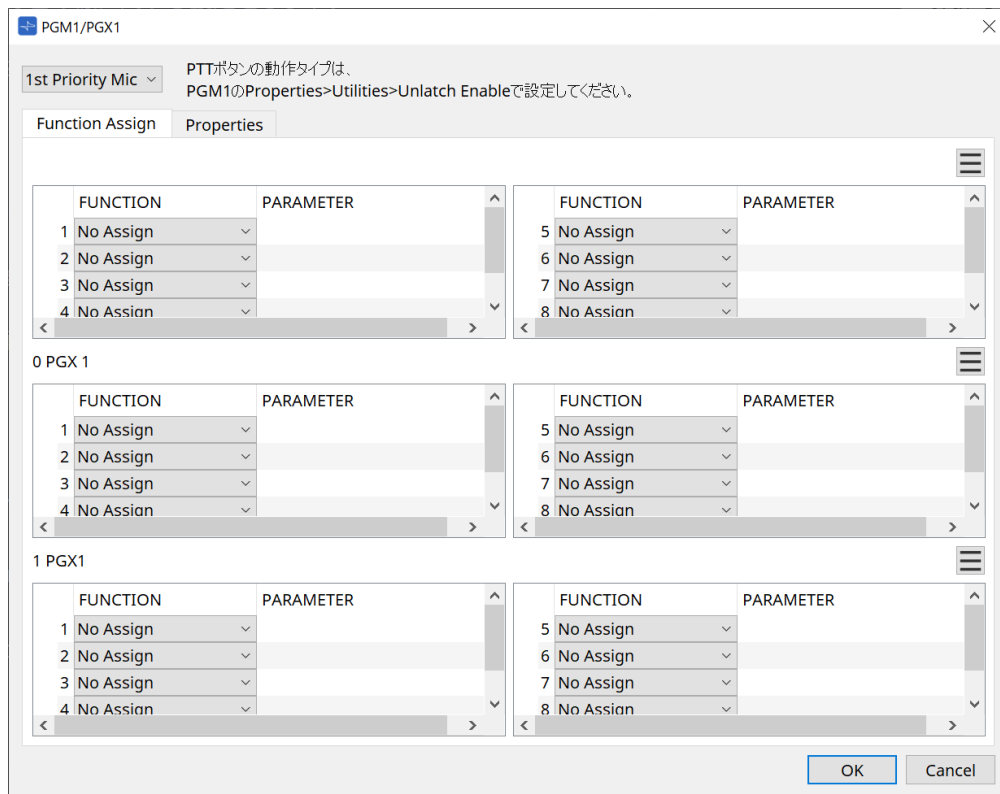 PGM1/PGX1
1st Priority Mic
PTTボタンの動作タイプは、
PGM1のProperties>Utilities>Unlatch Enableで設定してください。
Function Assign Properties
FUNCTION PARAMETER FUNCTION PARAMETER
1 No Assign 5 No Assign
2 No Assign 6 No Assign
3 No Assign 7 No Assign
4 No Assign 8 No Assign
0 PGX 1
FUNCTION PARAMETER FUNCTION PARAMETER
1 No Assign 5 No Assign
2 No Assign 6 No Assign
3 No Assign 7 No Assign
4 No Assign 8 No Assign
1 PGX1
FUNCTION PARAMETER FUNCTION PARAMETER
1 No Assign 5 No Assign
2 No Assign 6 No Assign
3 No Assign 7 No Assign
4 No Assign 8 No Assign
OK Cancel